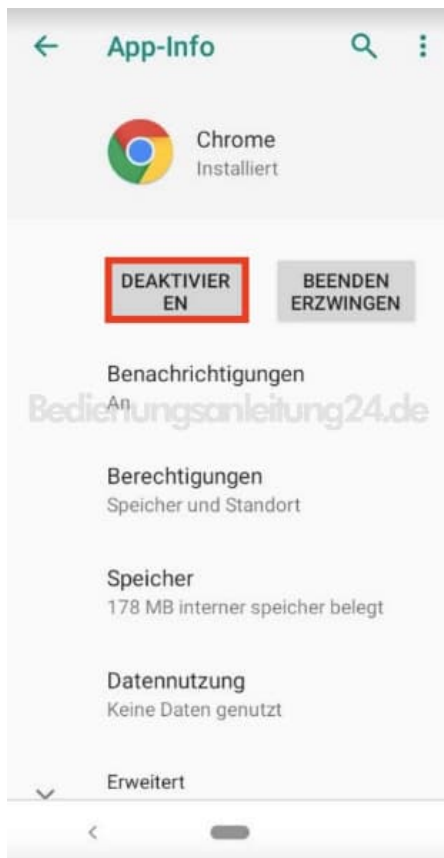 App-Info
Chrome
Installiert
DEAKTIVIER
EN
BEENDEN
ERZWINGEN
Benachrichtigungen
An
Bedienungsanleitung24.de
Berechtigungen
Speicher und Standort
Speicher
178 MB interner speicher belegt
Datennutzung
Keine Daten genutzt
Erweitert